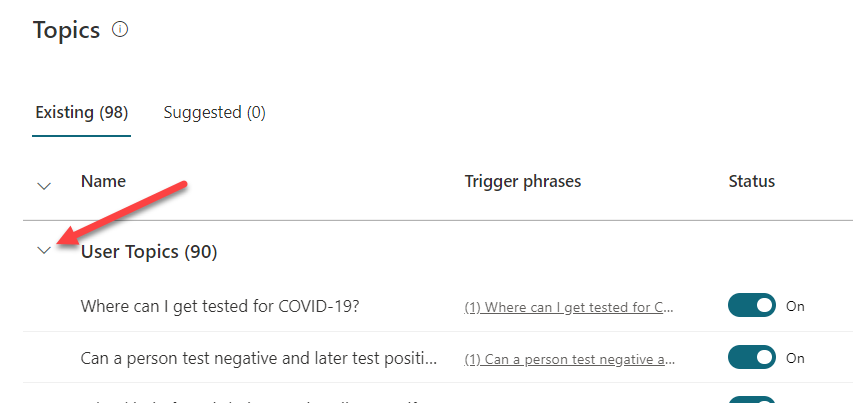 Topics
Existing (98) Suggested (0)
Name Trigger phrases Status
User Topics (90)
Where can I get tested for COVID-19? (1) Where can I get tested for C... On
Can a person test negative and later test positi... (1) Can a person test negative a... On